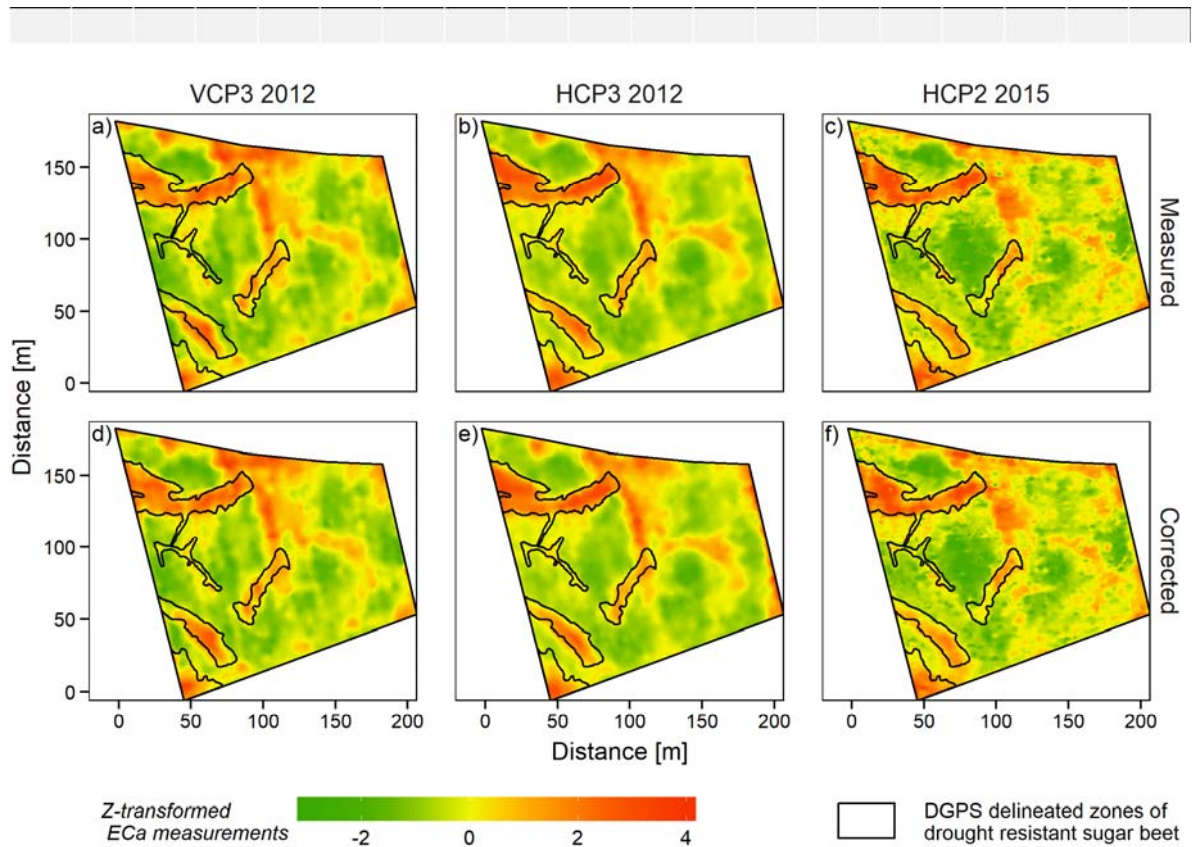 VCP3 2012 HCP3 2012 HCP2 2015
a) b) c)
150
100
50
0
Measured
d) e) f)
150
100
50
0
Corrected
Distance [m]
0 50 100 150 200 0 50 100 150 200 0 50 100 150 200
Distance [m]
Z-transformed
ECa measurements
-2 0 2 4
DGPS delineated zones of
drought resistant sugar beet